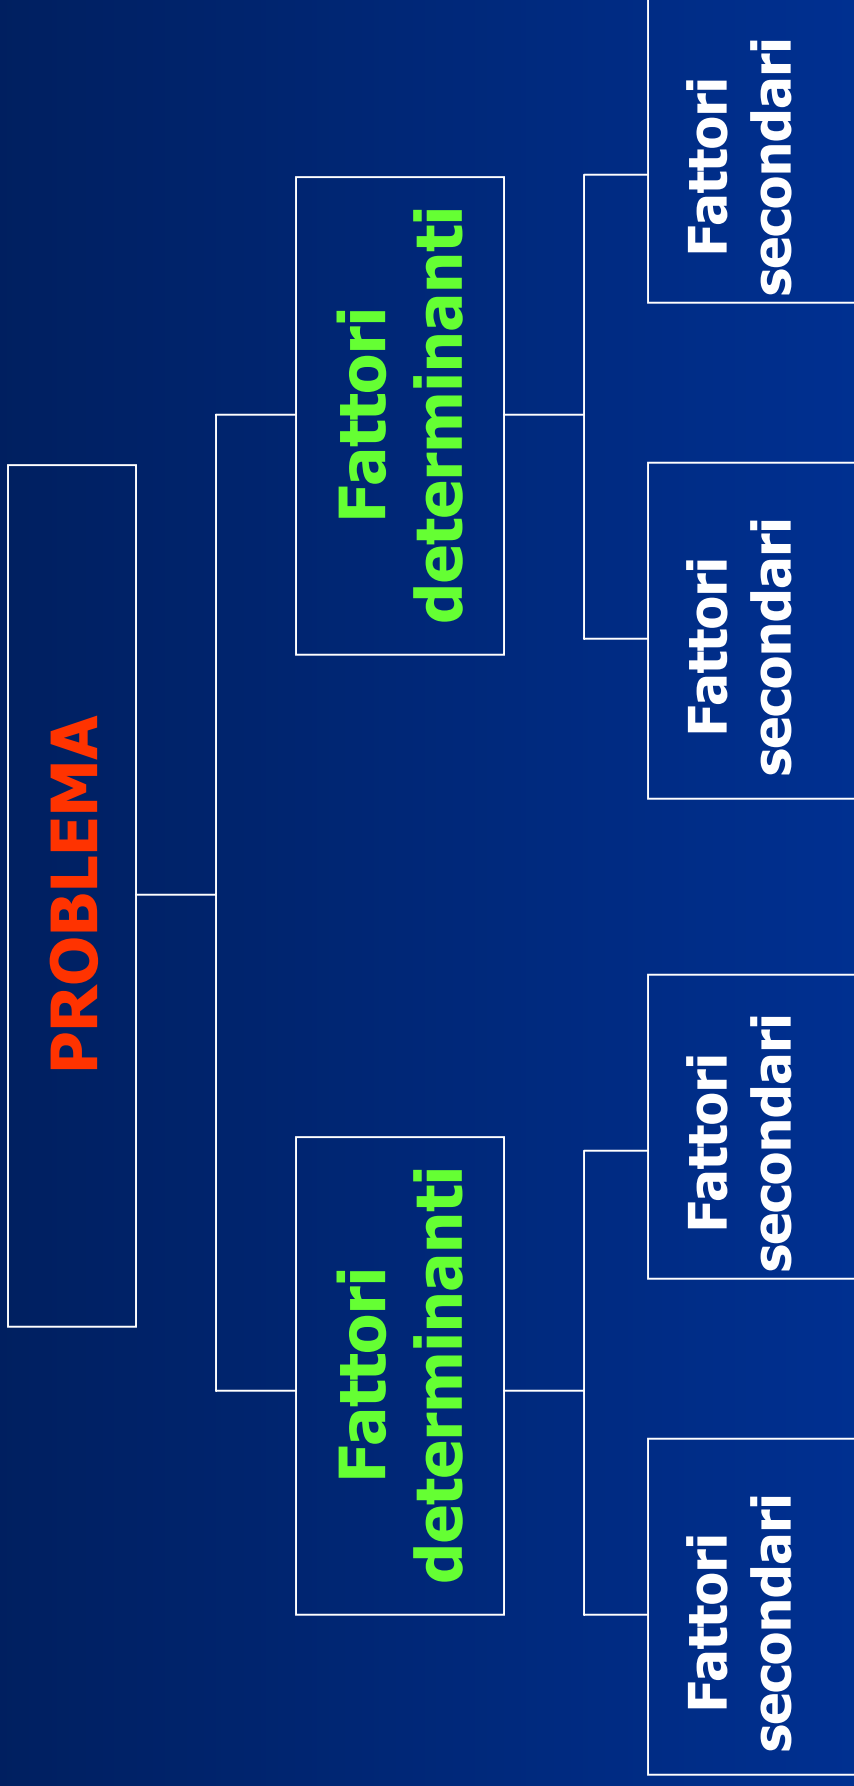 PROBLEMA
Fattori
determinanti
Fattori
determinanti
Fattori
secondari
Fattori
secondari
Fattori
secondari
Fattori
secondari